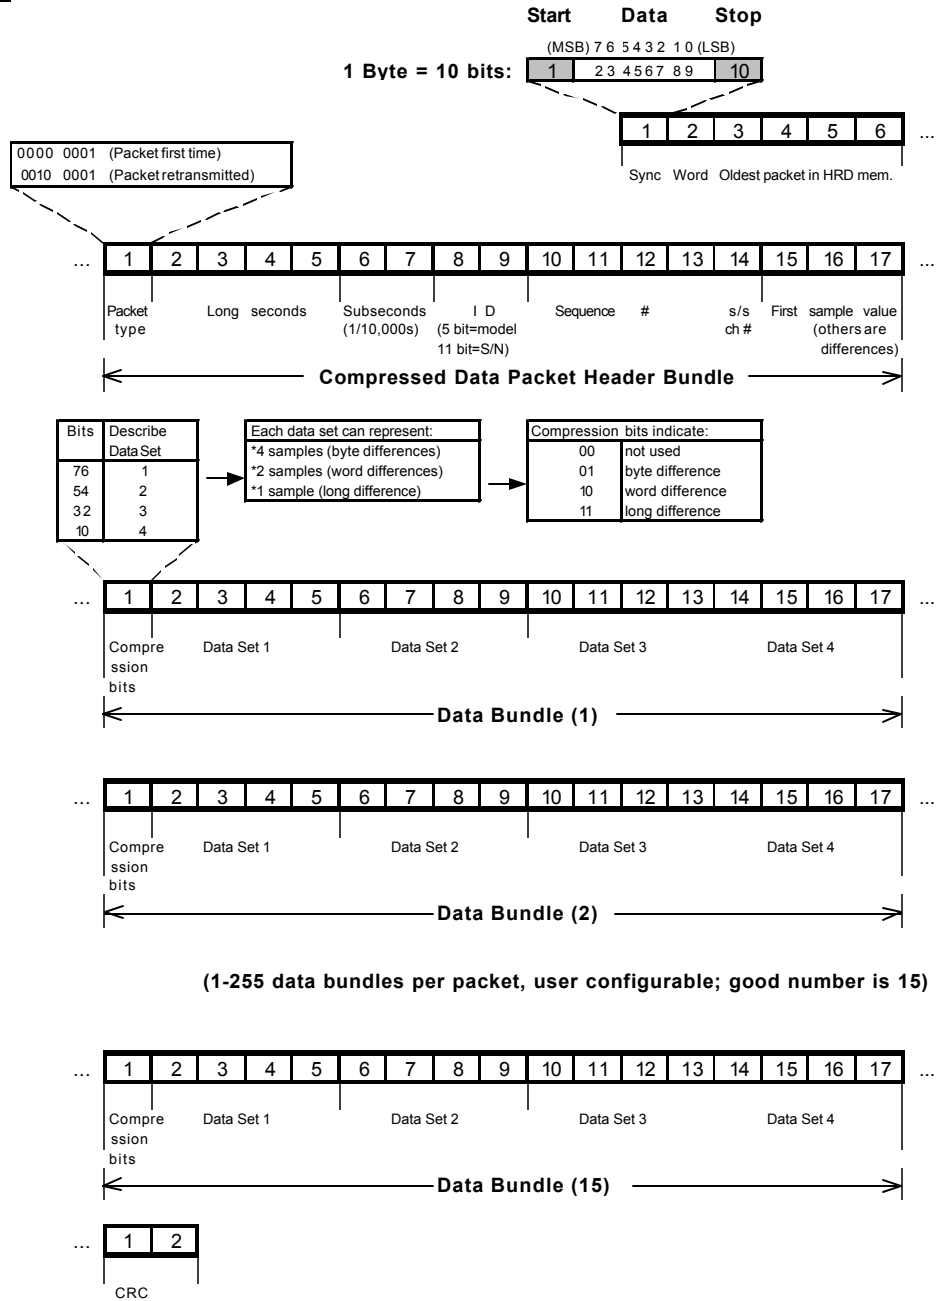 Start Data Stop
(MSB) 7 6 5 4 3 2 1 0 (LSB)
1 Byte = 10 bits: 1 2 3 4 5 6 7 8 9 10
1 2 3 4 5 6 ...
Sync Word Oldest packet in HRD mem.
0000 0001 (Packet first time)
0010 0001 (Packet retransmitted)
... 1 2 3 4 5 6 7 8 9 10 11 12 13 14 15 16 17 ...
Packet type
Long seconds
Subseconds (1/10,000s)
I D
(5 bit=model
11 bit=S/N)
Sequence #
s/s ch #
First sample value
(others are
differences)
Compressed Data Packet Header Bundle
Bits Describe Data Set
76 1
54 2
32 3
10 4
Each data set can represent:
*4 samples (byte differences)
*2 samples (word differences)
*1 sample (long difference)
Compression bits indicate:
00 not used
01 byte difference
10 word difference
11 long difference
... 1 2 3 4 5 6 7 8 9 10 11 12 13 14 15 16 17 ...
Compre Data Set 1 Data Set 2 Data Set 3 Data Set 4
ssion
bits
Data Bundle (1)
... 1 2 3 4 5 6 7 8 9 10 11 12 13 14 15 16 17 ...
Compre Data Set 1 Data Set 2 Data Set 3 Data Set 4
ssion
bits
Data Bundle (2)
(1-255 data bundles per packet, user configurable; good number is 15)
... 1 2 3 4 5 6 7 8 9 10 11 12 13 14 15 16 17 ...
Compre Data Set 1 Data Set 2 Data Set 3 Data Set 4
ssion
bits
Data Bundle (15)
... 1 2
CRC